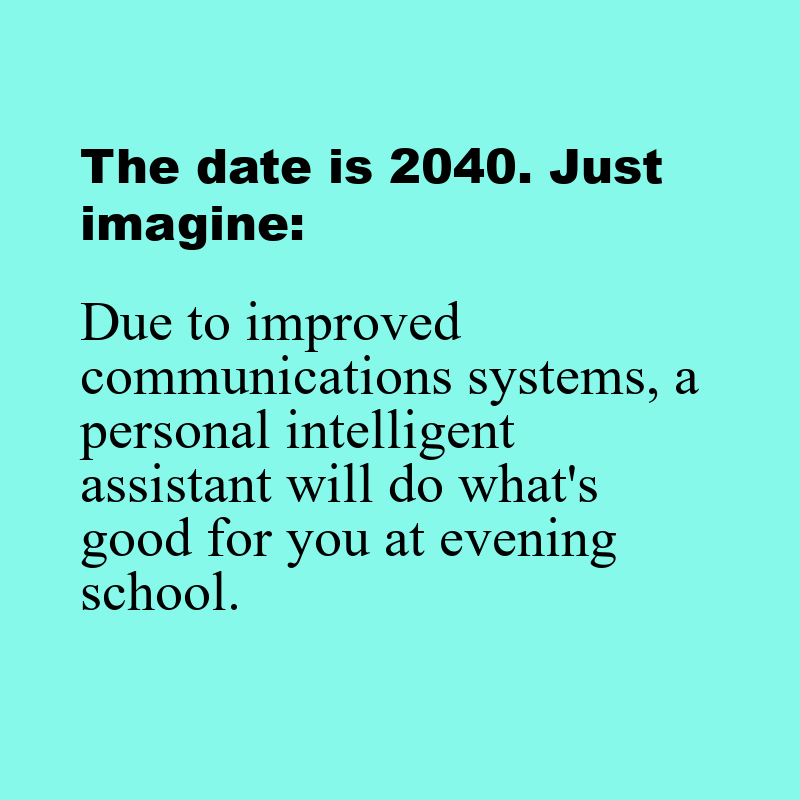 The date is 2040. Just
imagine:
Due to improved
communications systems, a
personal intelligent
assistant will do what's
good for you at evening
school.